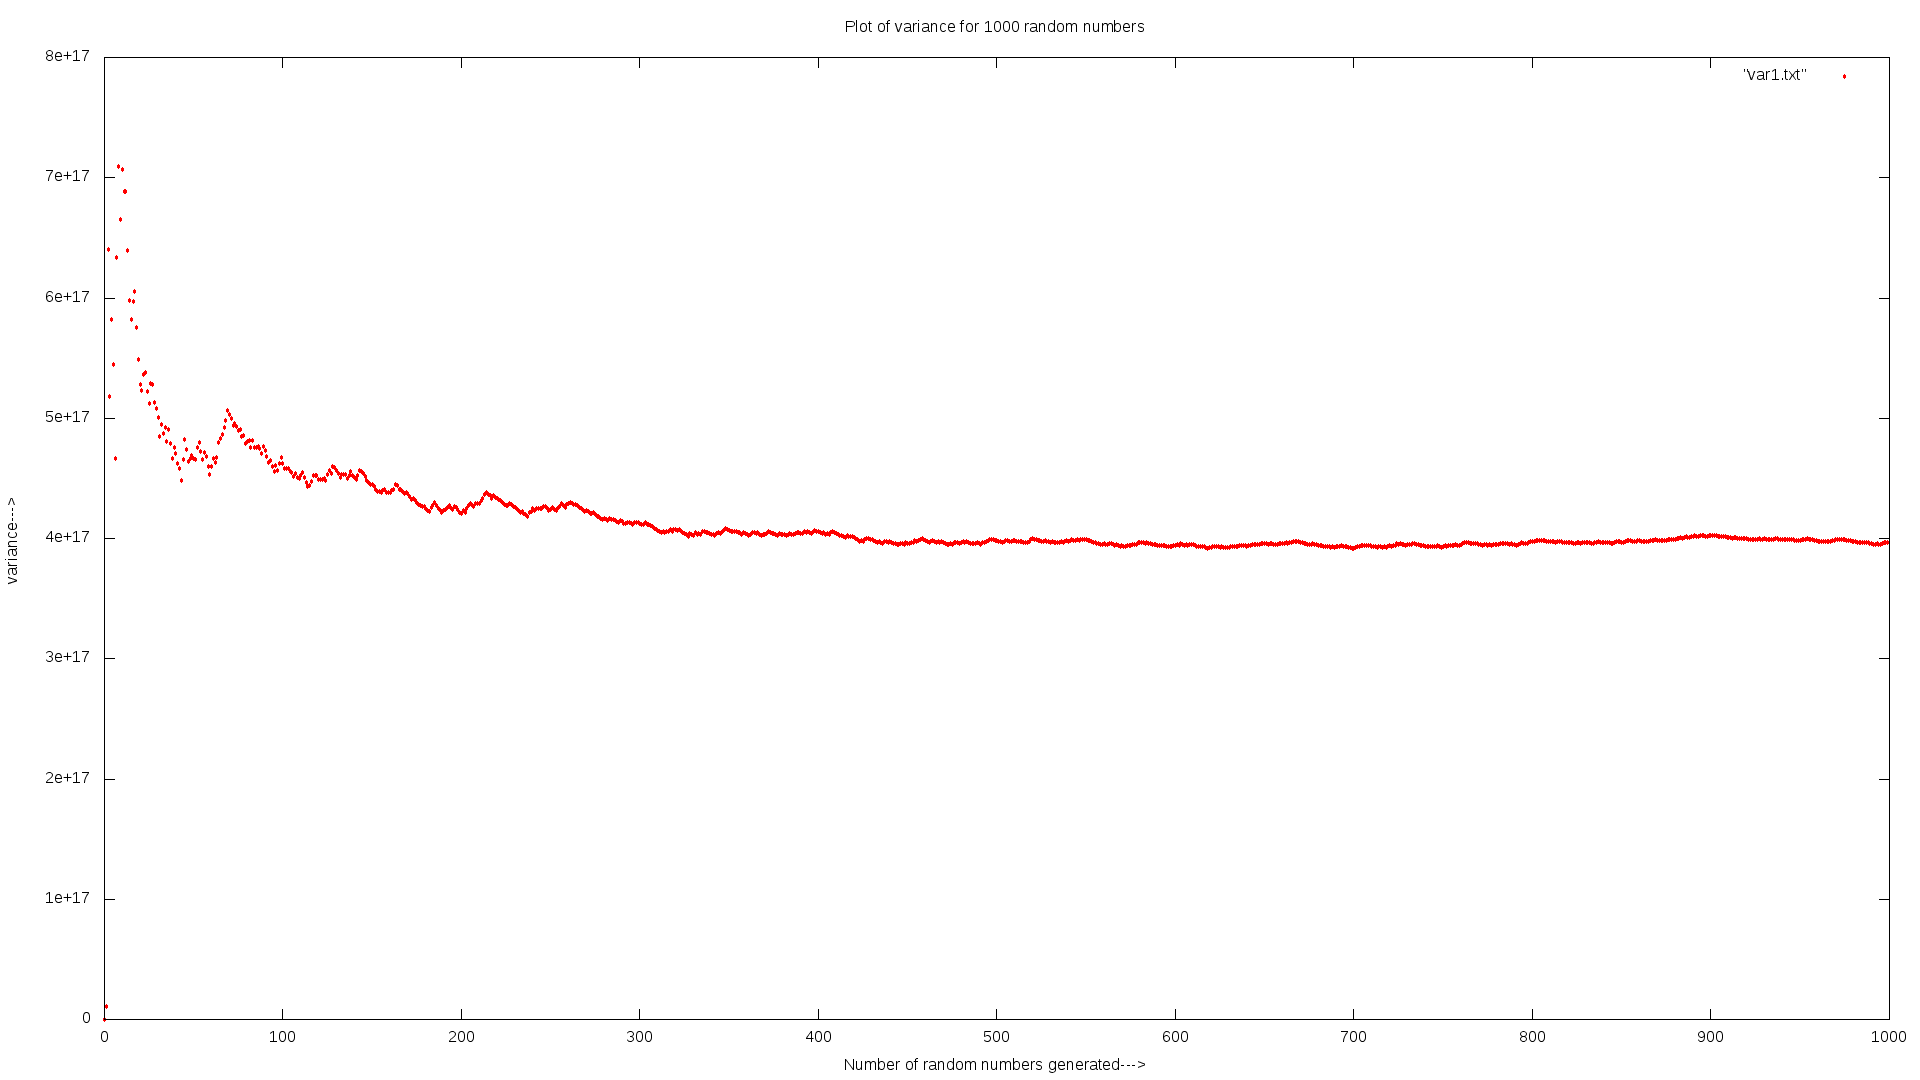 Plot of variance for 1000 random numbers
8e+17
"var1.txt"
7e+17
6e+17
5e+17
4e+17
variance--->
3e+17
2e+17
1e+17
0
0 100 200 300 400 500 600 700 800 900 1000
Number of random numbers generated--->